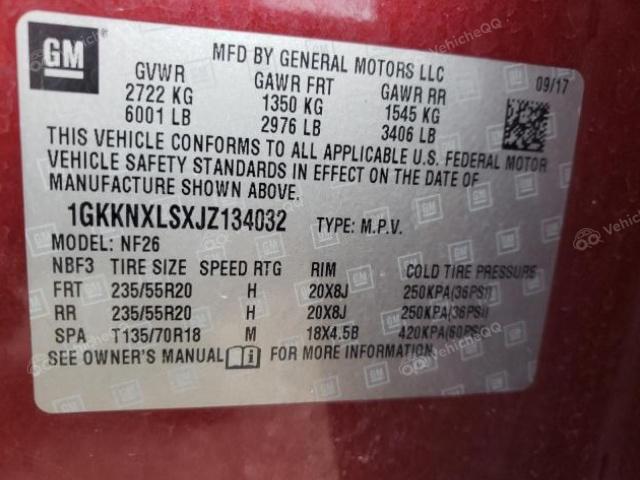 GM
MFD BY GENERAL MOTORS LLC
09/17
GVWR GAWR FRT GAWR RR
2722 KG 1350 KG 1545 KG
6001 LB 2976 LB 3406 LB
THIS VEHICLE CONFORMS TO ALL APPLICABLE U.S. FEDERAL MOTOR
VEHICLE SAFETY STANDARDS IN EFFECT ON THE DATE OF
MANUFACTURE SHOWN ABOVE.
1GKKNXLSXJZ134032 TYPE: M.P.V.
MODEL: NF26
NBF3 TIRE SIZE SPEED RTG RIM COLD TIRE PRESSURE
FRT 235/55R20 H 20X8J 250KPA(36PSI)
RR 235/55R20 H 20X8J 250KPA(36PSI)
SPA T135/70R18 M 18X4.5B 420KPA(60PSI)
SEE OWNER'S MANUAL FOR MORE INFORMATION.
VehicleQQ